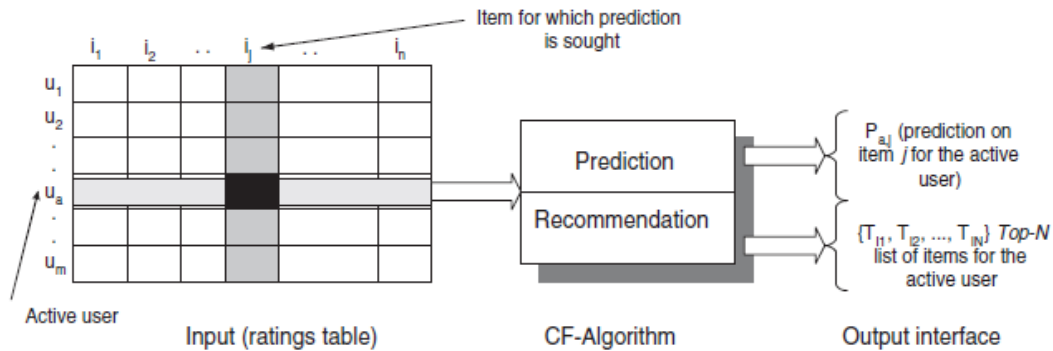 Item for which prediction
is sought
i1 i2 . . ij . . in
u1
u2
.
.
ua
.
.
um
Active user
Prediction
Recommendation
Pa,j (prediction on
item j for the active
user)
{TI1, TI2, ..., TIN} Top-N
list of items for the
active user
Input (ratings table) CF-Algorithm Output interface